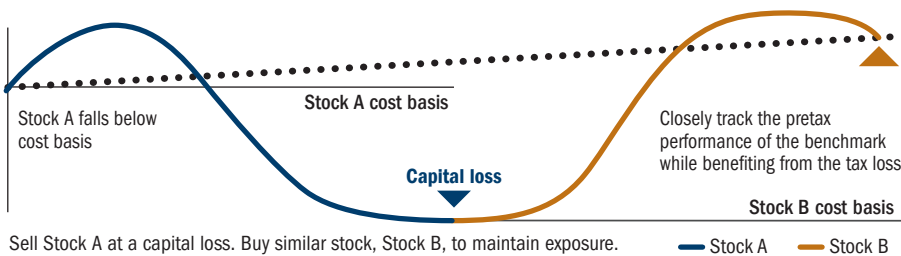 Stock A cost basis
Stock A falls below
cost basis
Closely track the pretax
performance of the benchmark
while benefiting from the tax loss
Capital loss
Stock B cost basis
Sell Stock A at a capital loss. Buy similar stock, Stock B, to maintain exposure.
Stock A
Stock B